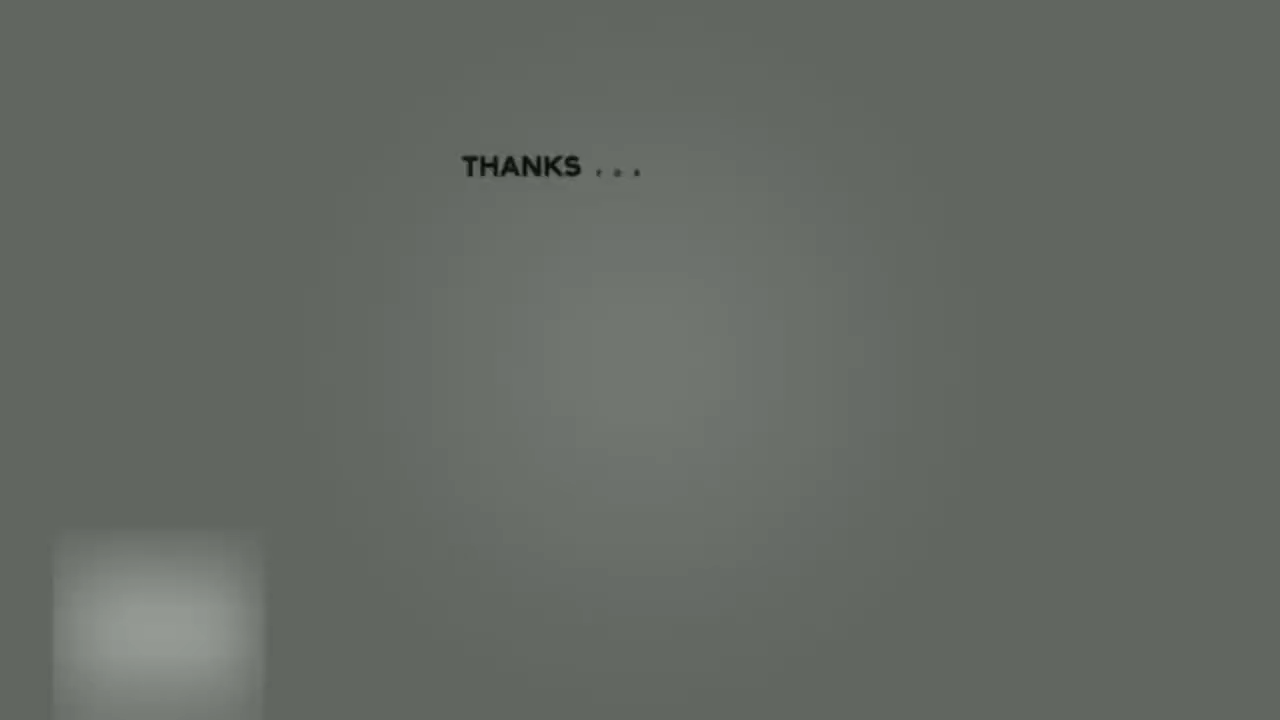 THANKS . . .